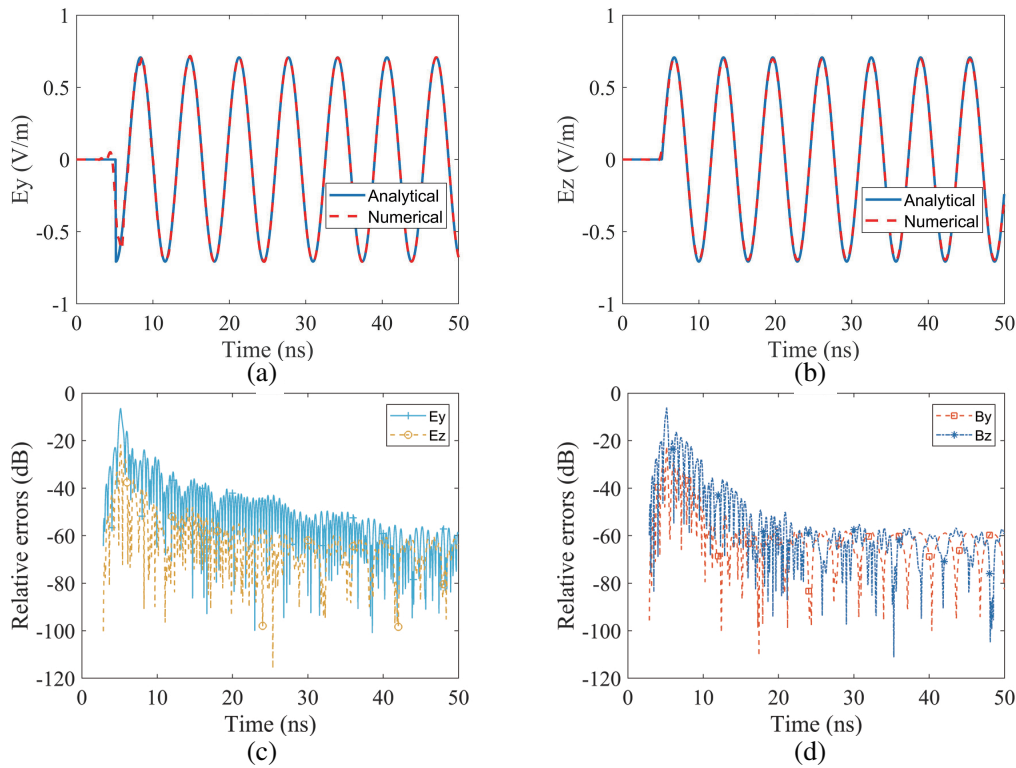 1
0.5
0
-0.5
-1
Ey (V/m)
Analytical
Numerical
0 10 20 30 40 50
Time (ns)
(a)
1
0.5
0
-0.5
-1
Ez (V/m)
Analytical
Numerical
0 10 20 30 40 50
Time (ns)
(b)
0
-20
-40
-60
-80
-100
-120
Relative errors (dB)
Ey
Ez
0 10 20 30 40 50
Time (ns)
(c)
0
-20
-40
-60
-80
-100
-120
Relative errors (dB)
By
Bz
0 10 20 30 40 50
Time (ns)
(d)